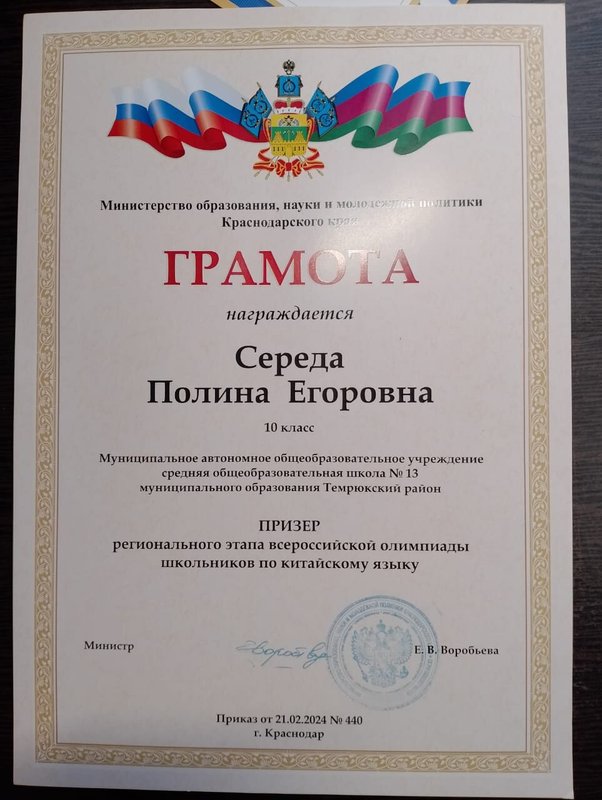 Министерство образования, науки и молодежной политики
Краснодарского края
ГРАМОТА
награждается
Середа
Полина Егоровна
10 класс
Муниципальное автономное общеобразовательное учреждение
средняя общеобразовательная школа № 13
муниципального образования Темрюкский район
ПРИЗЕР
регионального этапа всероссийской олимпиады
школьников по китайскому языку
Министр
Е. В. Воробьева
Приказ от 21.02.2024 № 440
г. Краснодар